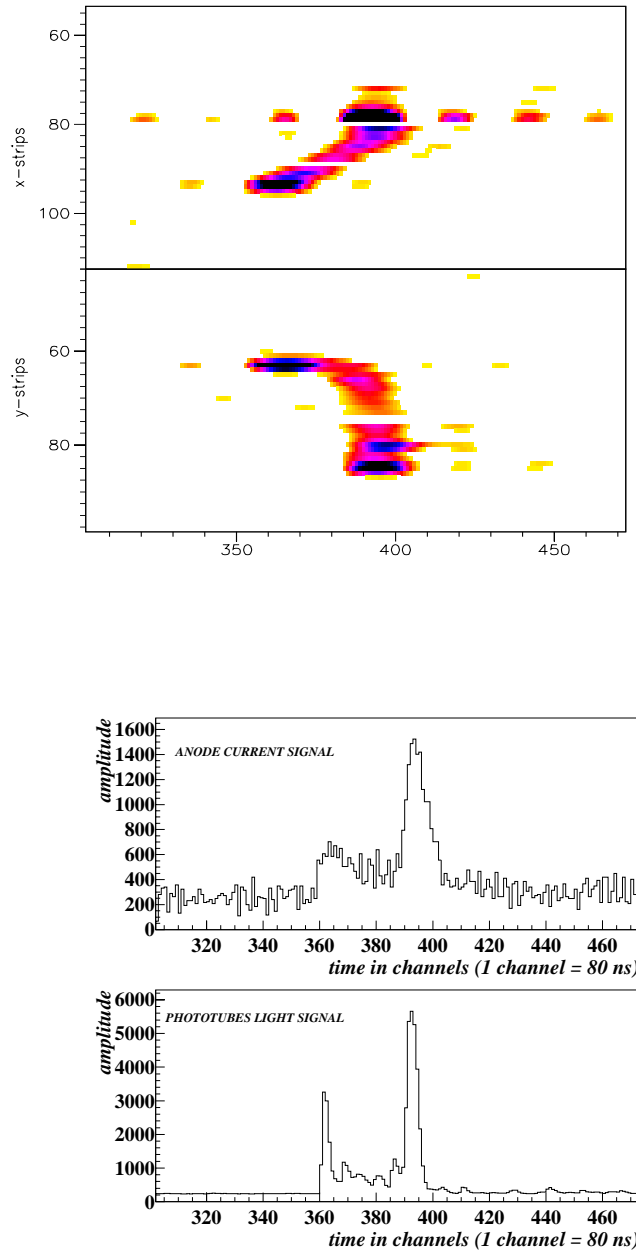 60
80
100
x-strips
60
80
y-strips
350 400 450
1600
1400
1200
1000
800
600
400
200
0
amplitude
ANODE CURRENT SIGNAL
320 340 360 380 400 420 440 460
time in channels (1 channel = 80 ns)
6000
5000
4000
3000
2000
1000
0
amplitude
PHOTOTUBES LIGHT SIGNAL
320 340 360 380 400 420 440 460
time in channels (1 channel = 80 ns)